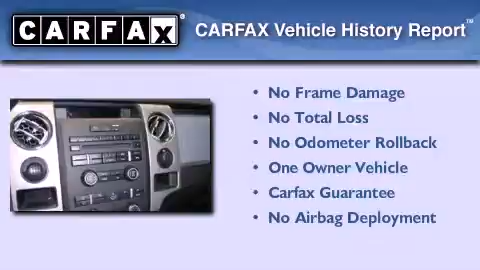 CARFAX® CARFAX Vehicle History Report™
• No Frame Damage
• No Total Loss
• No Odometer Rollback
• One Owner Vehicle
• Carfax Guarantee
• No Airbag Deployment